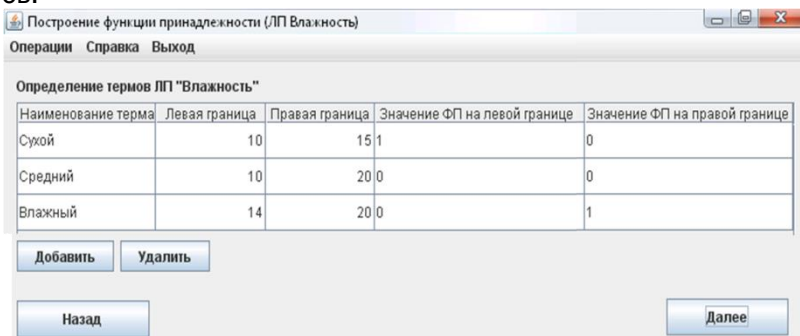 Построение функции принадлежности (ЛП Влажность)
Операции Справка Выход
Определение термов ЛП "Влажность"
Наименование терма Левая граница Правая граница Значение ФП на левой границе Значение ФП на правой границе
Сухой 10 15 1 0
Средний 10 20 0 0
Влажный 14 20 0 1
Добавить Удалить
Назад Далее